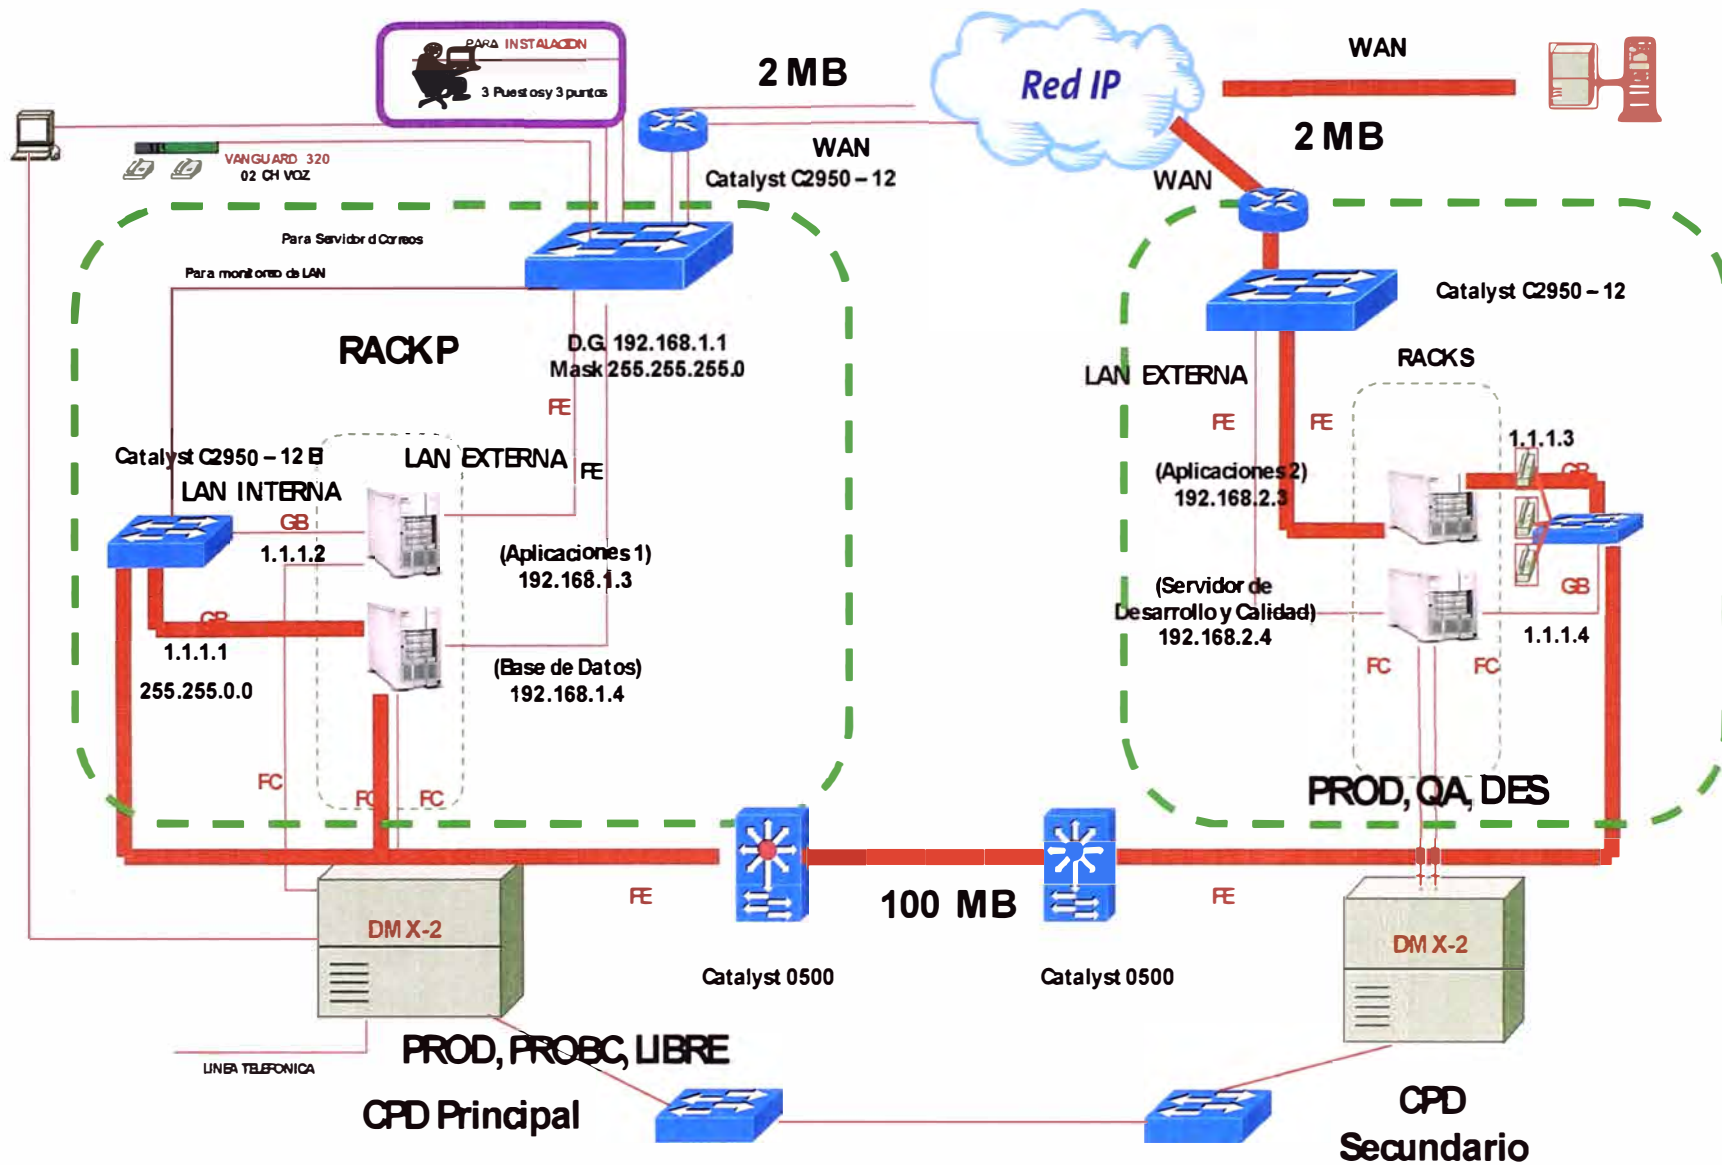 PARA INSTALACION
3 Puestos y 3 puntos
2 MB
Red IP
WAN
2 MB
VANGUARD 320
02 CH VOZ
WAN
Catalyst C2950 – 12
WAN
Para Servidor d Correos
Para monitoreo de LAN
RACK P
D.G. 192.168.1.1
Mask 255.255.255.0
FE
FE
Catalyst C2950 – 12 EI
LAN INTERNA
LAN EXTERNA
GB
1.1.1.2
(Aplicaciones 1)
192.168.1.3
GB
1.1.1.1
255.255.0.0
(Base de Datos)
192.168.1.4
FC
FC
FC
Catalyst C2950 – 12
RACK S
LAN EXTERNA
FE
FE
1.1.1.3
GB
(Aplicaciones 2)
192.168.2.3
(Servidor de
Desarrollo y Calidad)
192.168.2.4
GB
1.1.1.4
FC
FC
PROD, QA, DES
FE
100 MB
FE
DMX-2
DMX-2
Catalyst 0500
Catalyst 0500
LINEA TELEFONICA
PROD, PROBC, LIBRE
CPD Principal
CPD
Secundario